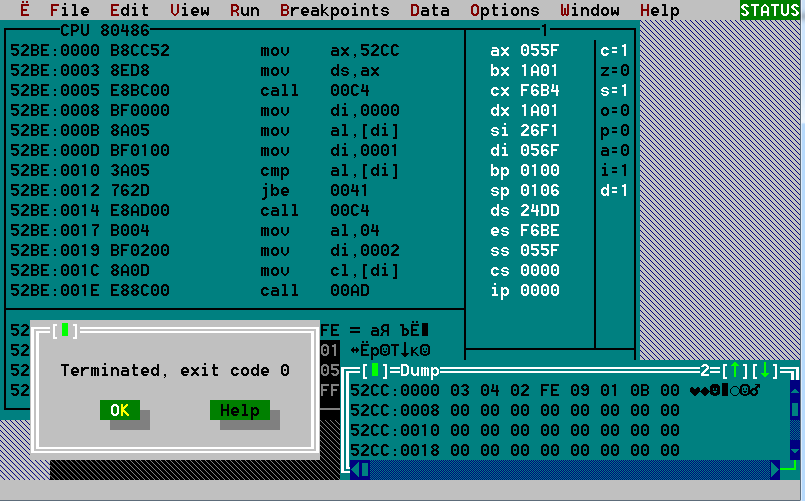 Ë File Edit View Run Breakpoints Data Options Window Help STATUS
CPU 80486 1
52BE:0000 B8CC52 mov ax,52CC ax 055F c=1
52BE:0003 8ED8 mov ds,ax bx 1A01 z=0
52BE:0005 E8BC00 call 00C4 cx F6B4 s=1
52BE:0008 BF0000 mov di,0000 dx 1A01 o=0
52BE:000B 8A05 mov al,[di] si 26F1 p=0
52BE:000D BF0100 mov di,0001 di 056F a=0
52BE:0010 3A05 cmp al,[di] bp 0100 i=1
52BE:0012 762D jbe 0041 sp 0106 d=1
52BE:0014 E8AD00 call 00C4 ds 24DD
52BE:0017 B004 mov al,04 es F6BE
52BE:0019 BF0200 mov di,0002 ss 055F
52BE:001C 8A0D mov cl,[di] cs 0000
52BE:001E E88C00 call 00AD ip 0000
52 FE = аЯ ЪЁ
52 01 ↔Ёp☺T↓к☺
5 05
5 FF
Terminated, exit code 0
OK Help
[■]=Dump 2=[↑][↓]
52CC:0000 03 04 02 FE 09 01 0B 00 ♥♦☻■○☺♂
52CC:0008 00 00 00 00 00 00 00 00
52CC:0010 00 00 00 00 00 00 00 00
52CC:0018 00 00 00 00 00 00 00 00